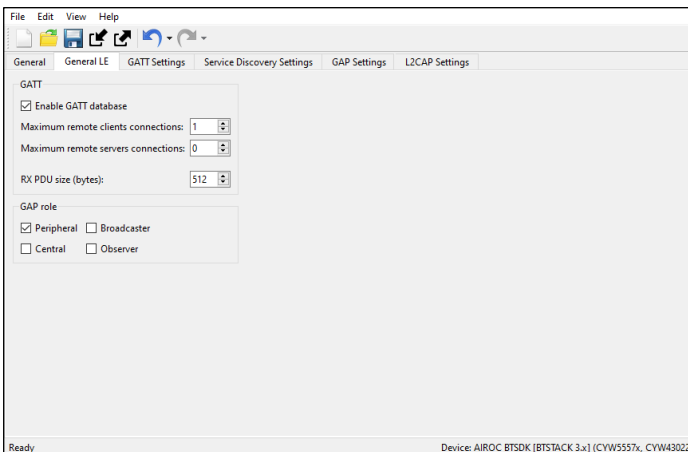 File Edit View Help
General General LE GATT Settings Service Discovery Settings GAP Settings L2CAP Settings
GATT
Enable GATT database
Maximum remote clients connections: 1
Maximum remote servers connections: 0
RX PDU size (bytes): 512
GAP role
Peripheral Broadcaster
Central Observer
Ready Device: AIROC BTSDK [BTSTACK 3.x] (CYW5557x, CYW43022